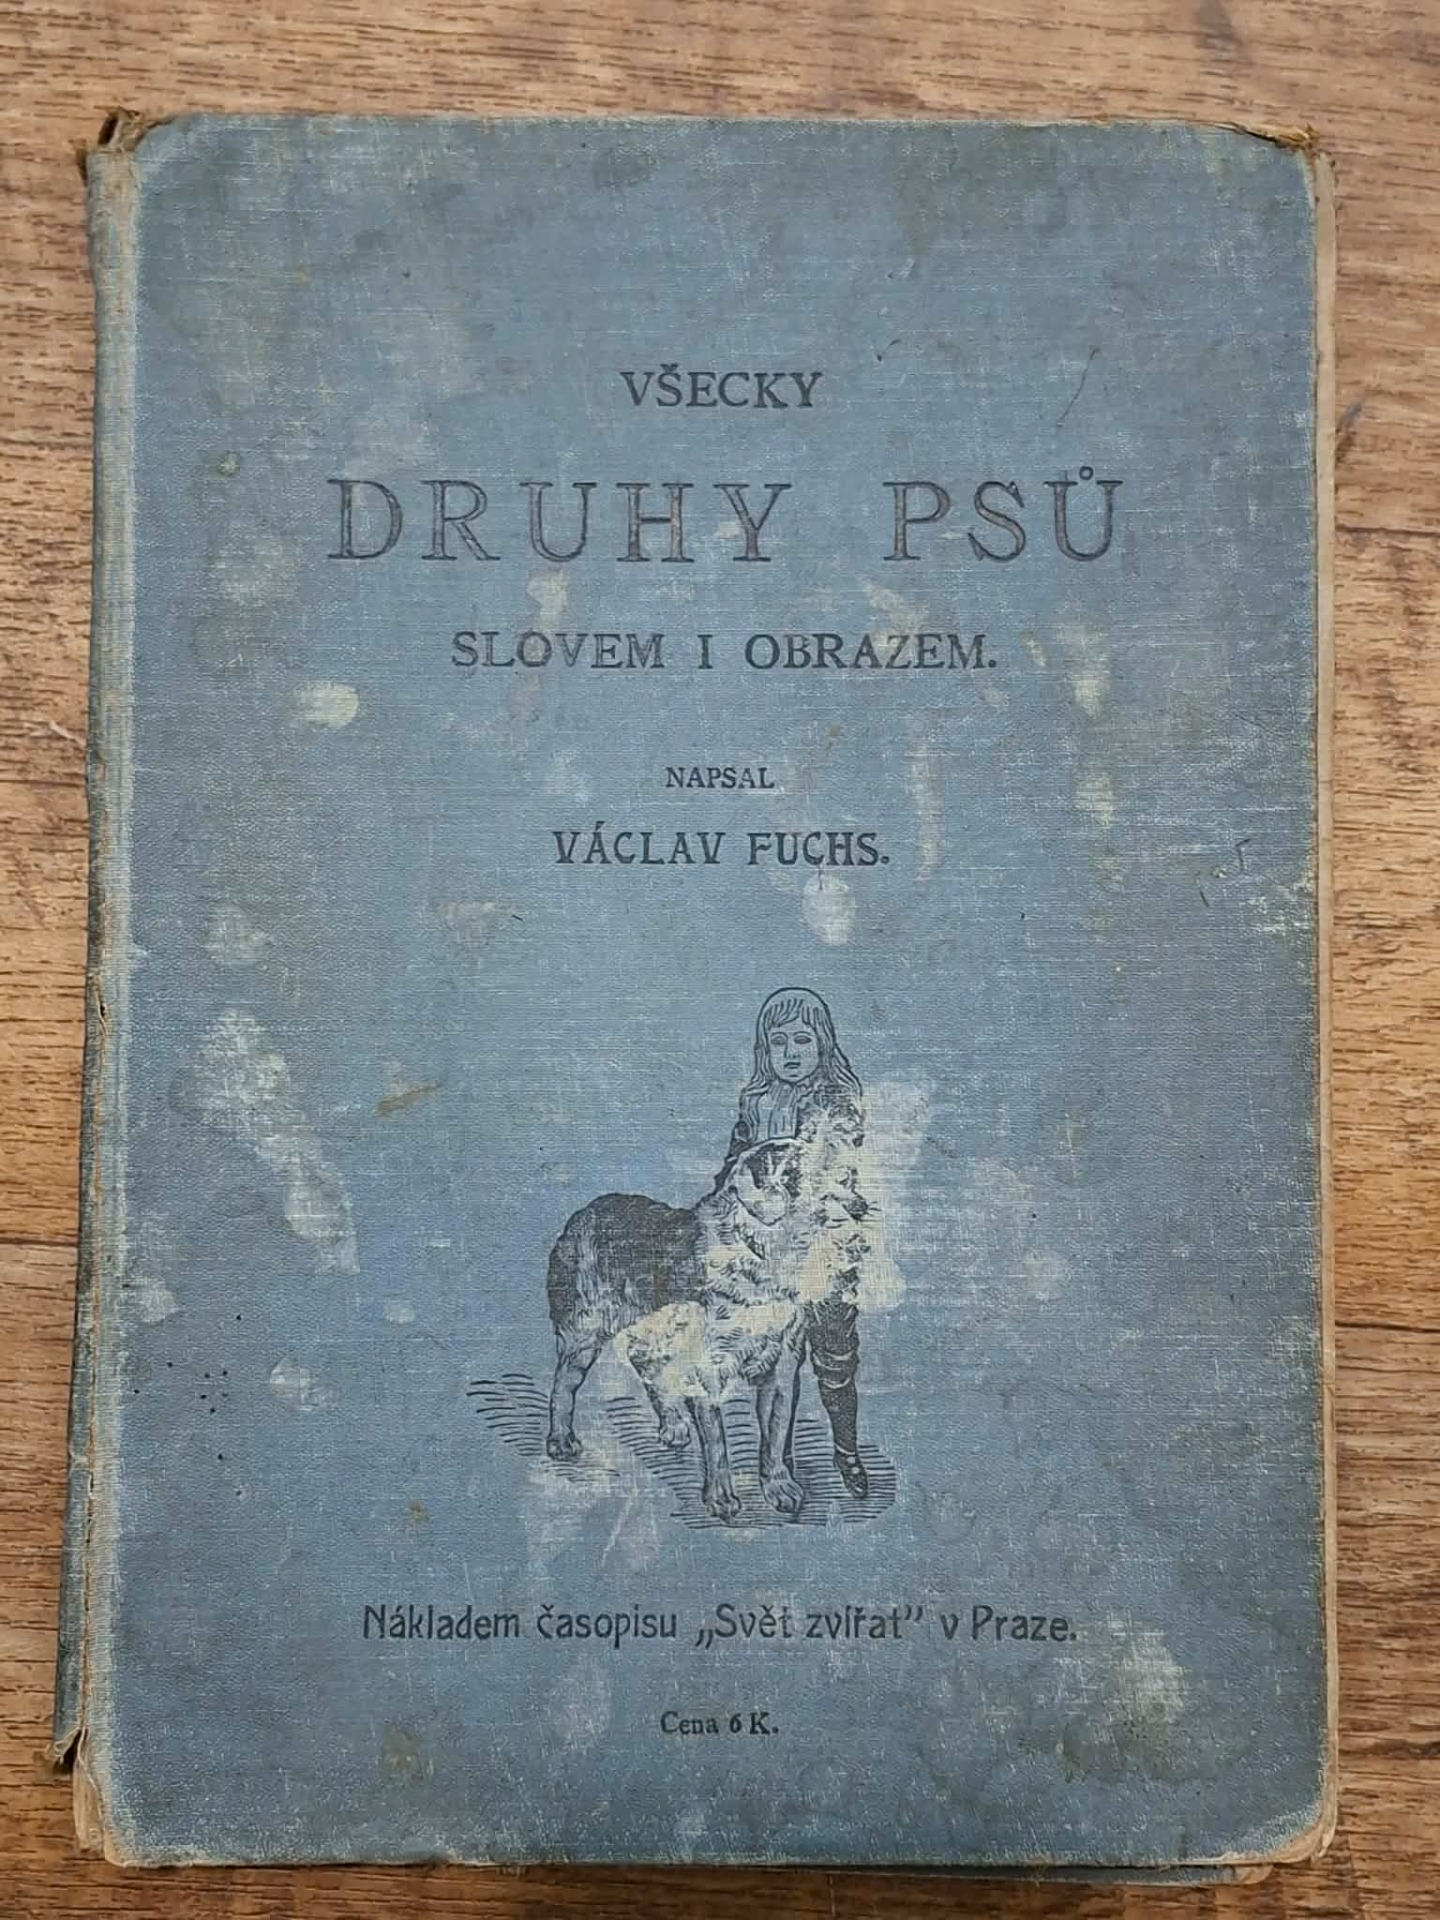 VŠECKY
DRUHY PSŮ
SLOVEM I OBRAZEM.
NAPSAL
VÁCLAV FUCHS.
Nákladem časopisu „Svět zvířat” v Praze.
Cena 6 K.